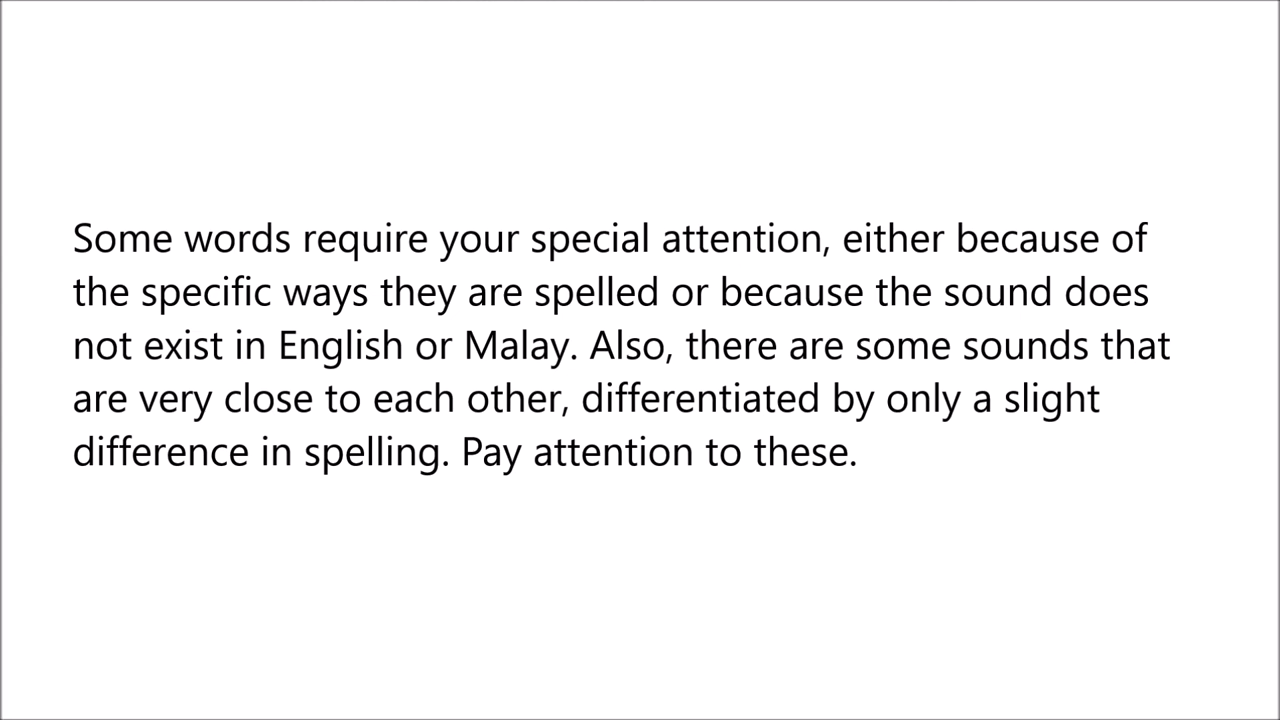 Some words require your special attention, either because of
the specific ways they are spelled or because the sound does
not exist in English or Malay. Also, there are some sounds that
are very close to each other, differentiated by only a slight
difference in spelling. Pay attention to these.